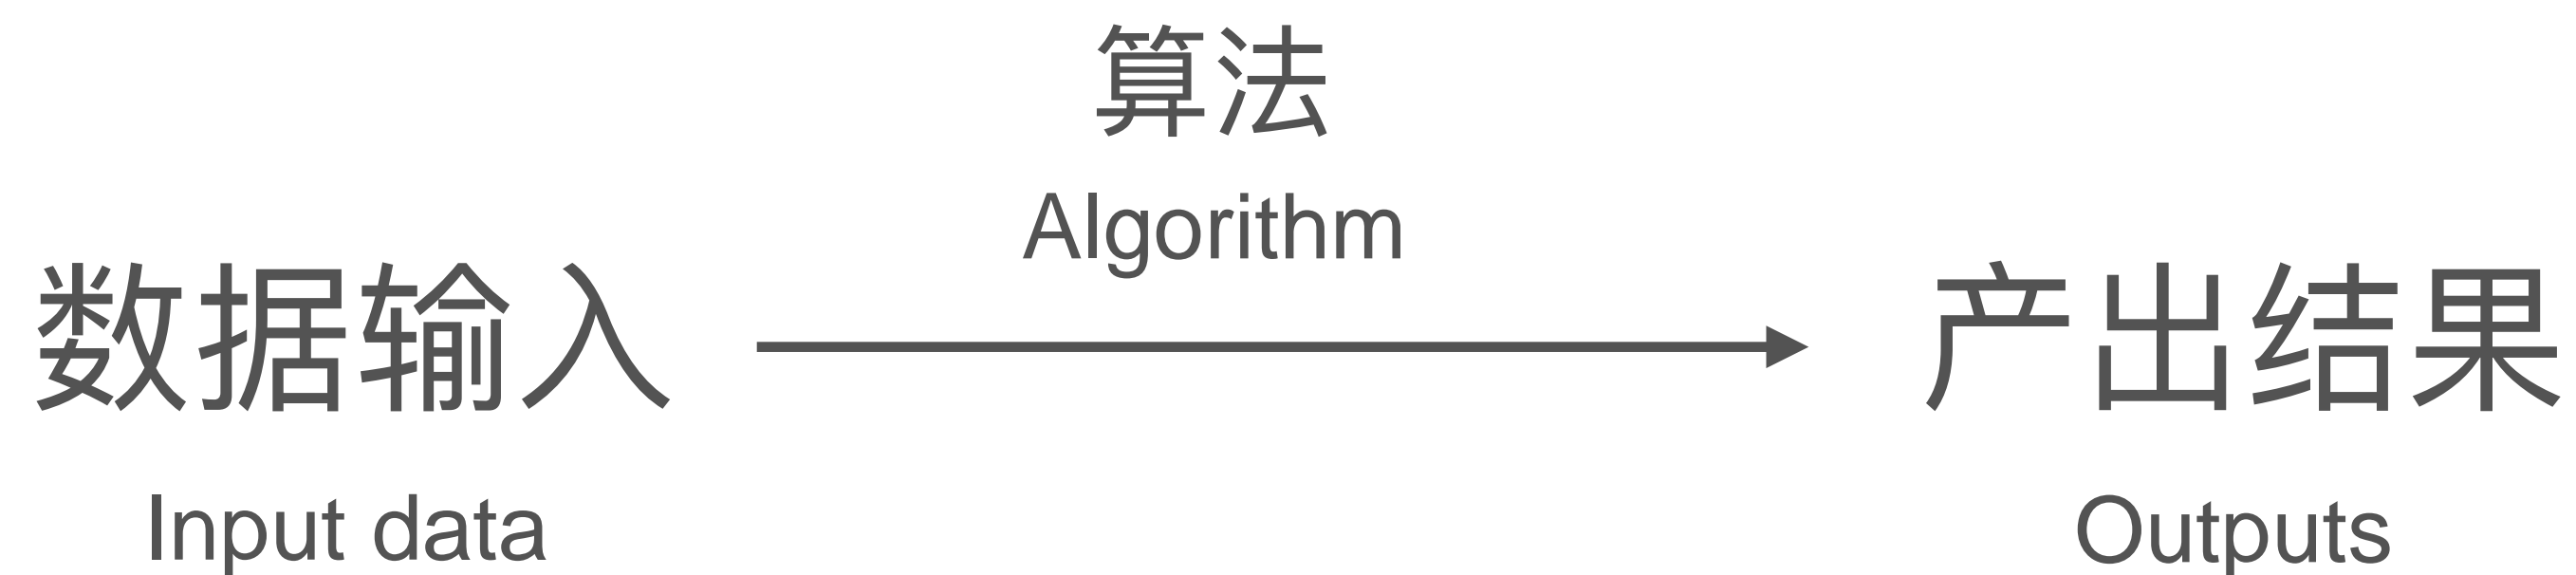 算法
Algorithm
数据输入
Input data
产出结果
Outputs